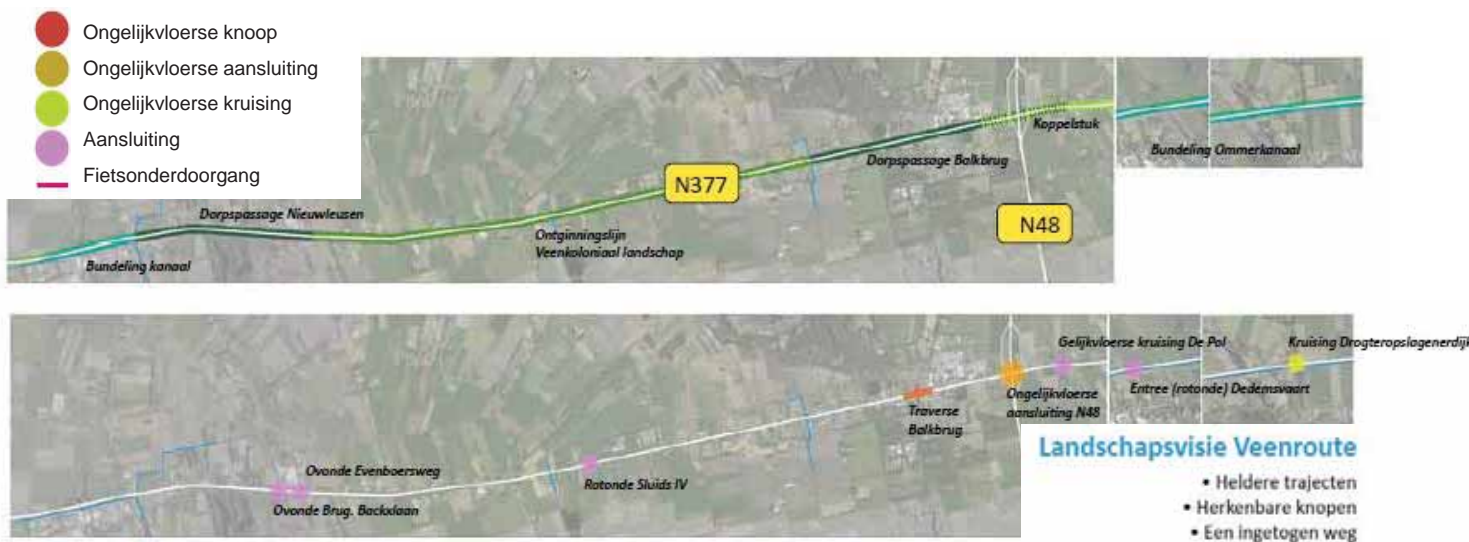 Ongelijkvloerse knoop
Ongelijkvloerse aansluiting
Ongelijkvloerse kruising
Aansluiting
Fietsonderdoorgang
Koppelstuk
Bundeling Ommerkanaal
Dorpspassage Balkbrug
N377
N48
Dorpspassage Nieuwleusen
Ontginningslijn
Veenkoloniaal landschap
Bundeling kanaal
Gelijkvloerse kruising De Pol
Kruising Drogteropslagenerdijk
Entree (rotonde) Dedemsvaart
Ongelijkvloerse
aansluiting N48
Traverse
Balkbrug
Ovonde Evenboersweg
Rotonde Sluids IV
Ovonde Brug. Backxlaan
Landschapsvisie Veenroute
• Heldere trajecten
• Herkenbare knopen
• Een ingetogen weg